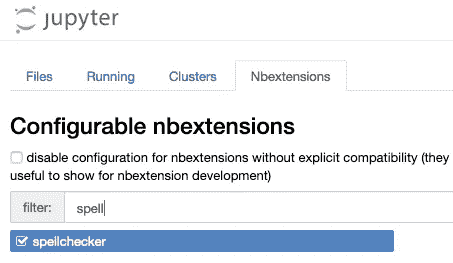 jupyter
Files Running Clusters Nbextensions
Configurable nbextensions
disable configuration for nbextensions without explicit compatibility (they
useful to show for nbextension development)
filter: spell
spellchecker